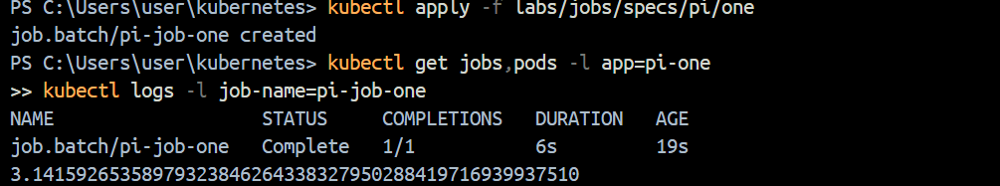 PS C:\Users\user\kubernetes> kubectl apply -f labs/jobs/specs/pi/one
job.batch/pi-job-one created
PS C:\Users\user\kubernetes> kubectl get jobs,pods -l app=pi-one
>> kubectl logs -l job-name=pi-job-one
NAME STATUS COMPLETIONS DURATION AGE
job.batch/pi-job-one Complete 1/1 6s 19s
3.14159265358979323846264338327950288419716939937510